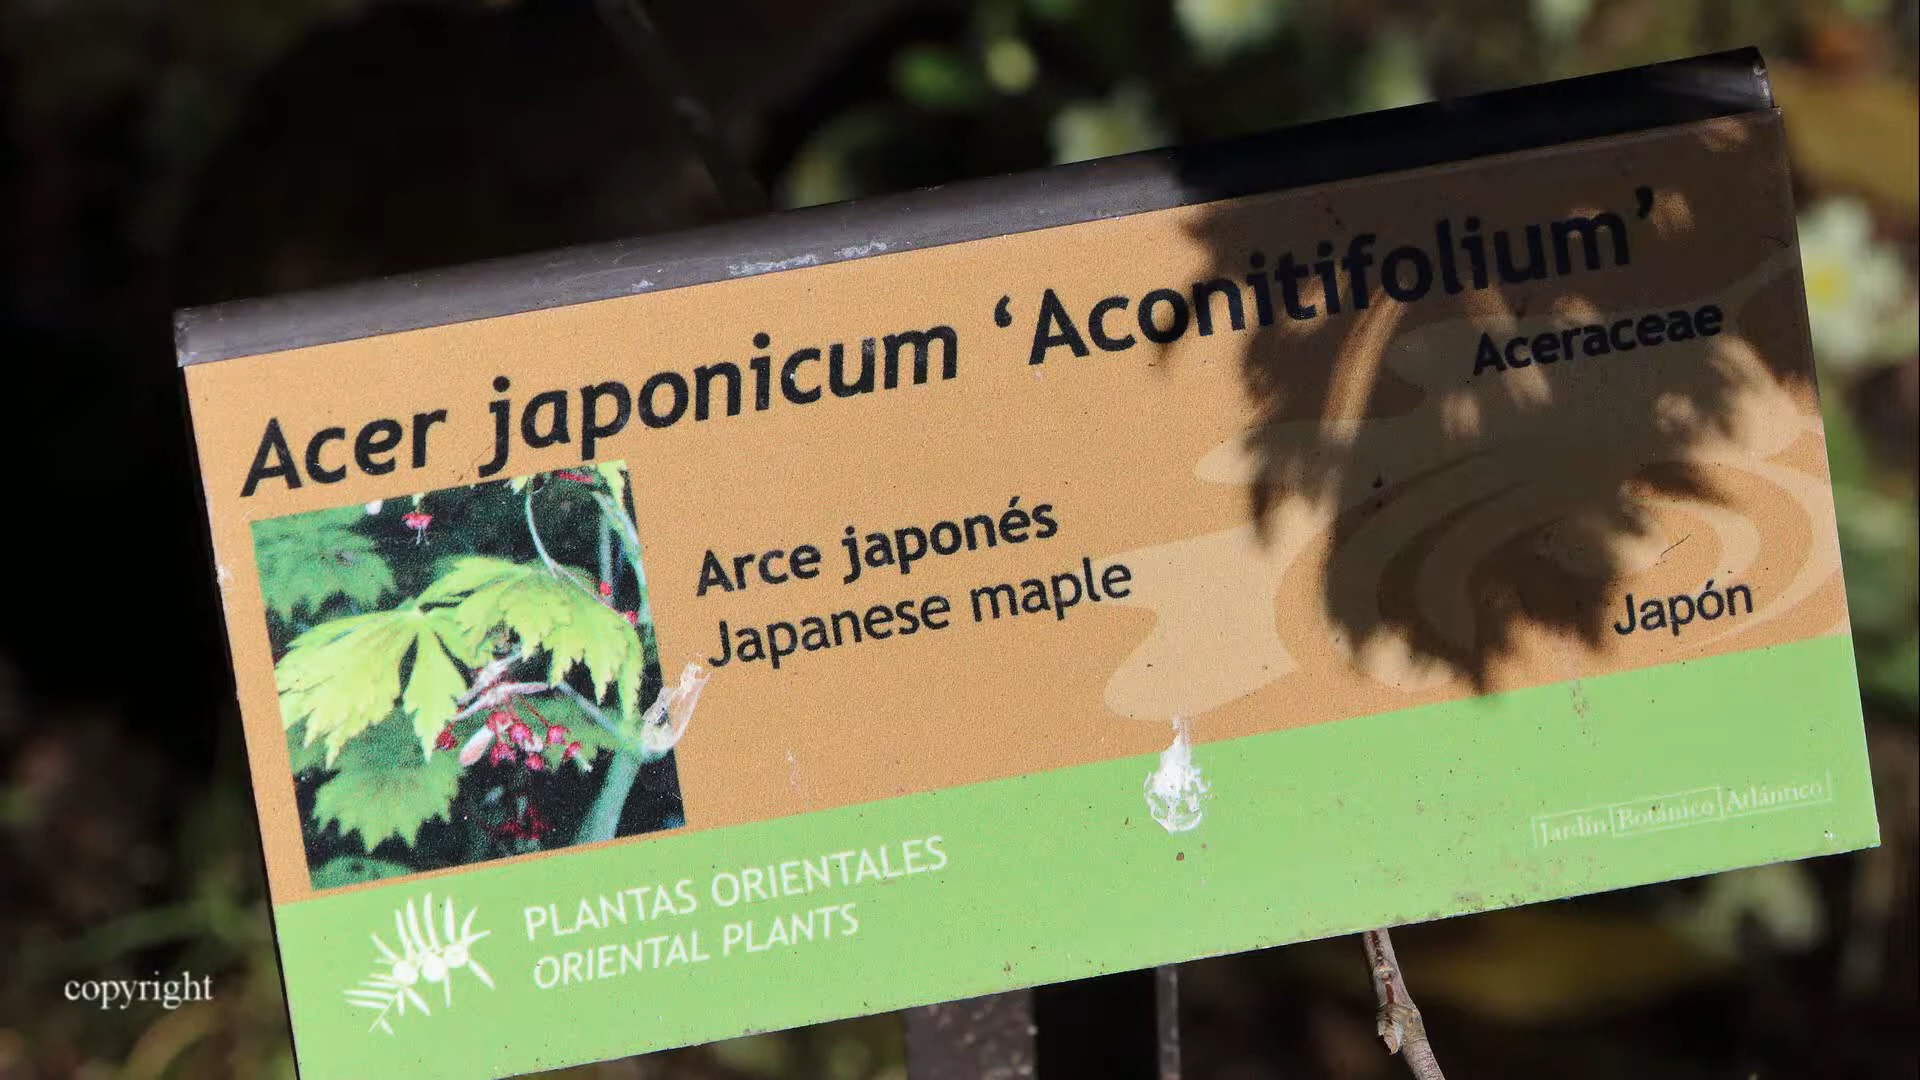 Acer japonicum ‘Aconitifolium’
Aceraceae
Arce japonés
Japanese maple
Japón
Jardín Botánico Atlántico
PLANTAS ORIENTALES
ORIENTAL PLANTS
copyright